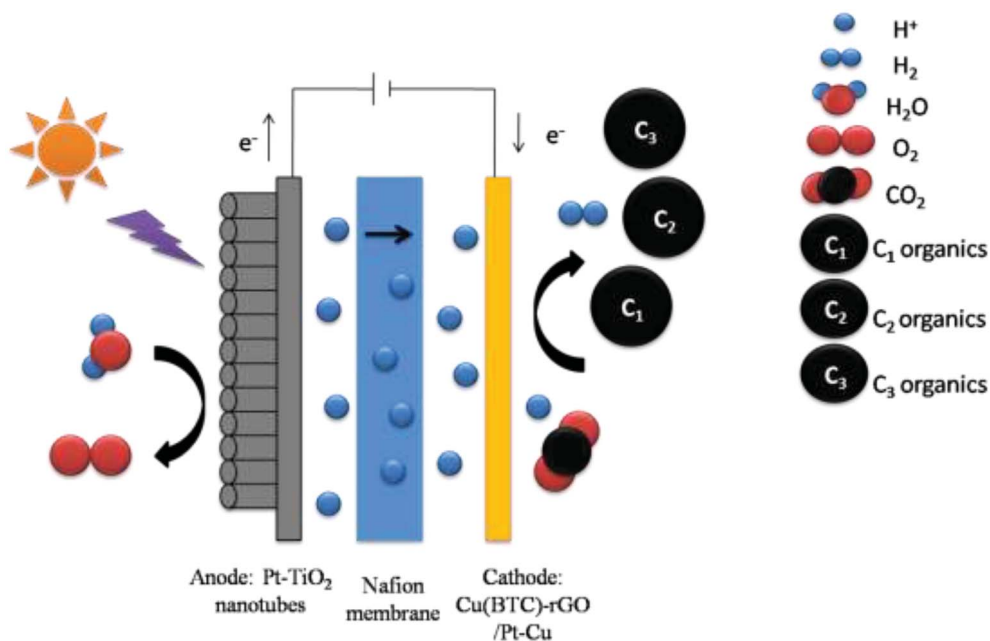 e⁻
e⁻
C₃
C₂
C₁
H⁺
H₂
H₂O
O₂
CO₂
C₁ C₁ organics
C₂ C₂ organics
C₃ C₃ organics
Anode: Pt-TiO₂
nanotubes
Nafion
membrane
Cathode:
Cu(BTC)-rGO
/Pt-Cu